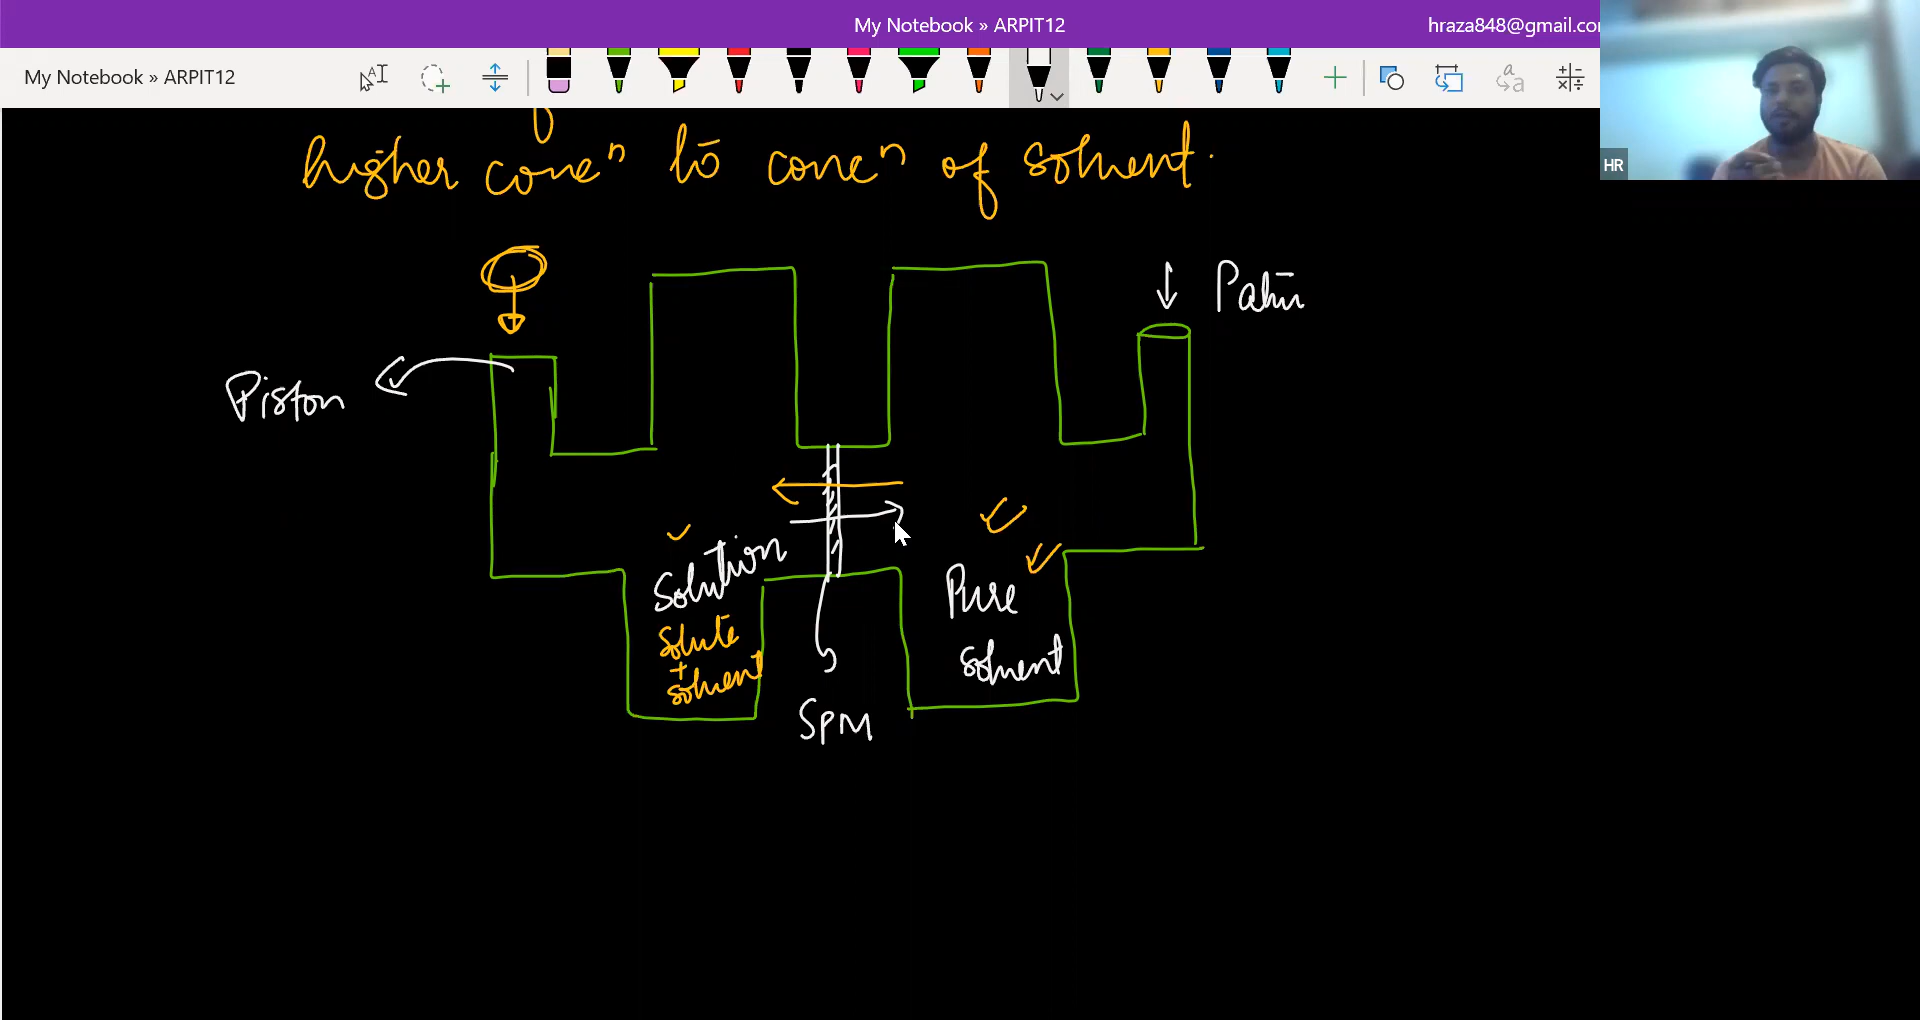 My Notebook » ARPIT12
hraza848@gmail.co
My Notebook » ARPIT12
HR
higher concⁿ to concⁿ of solvent.
Patm
Piston
Solution
solute
+
solvent
Pure
solvent
SPM